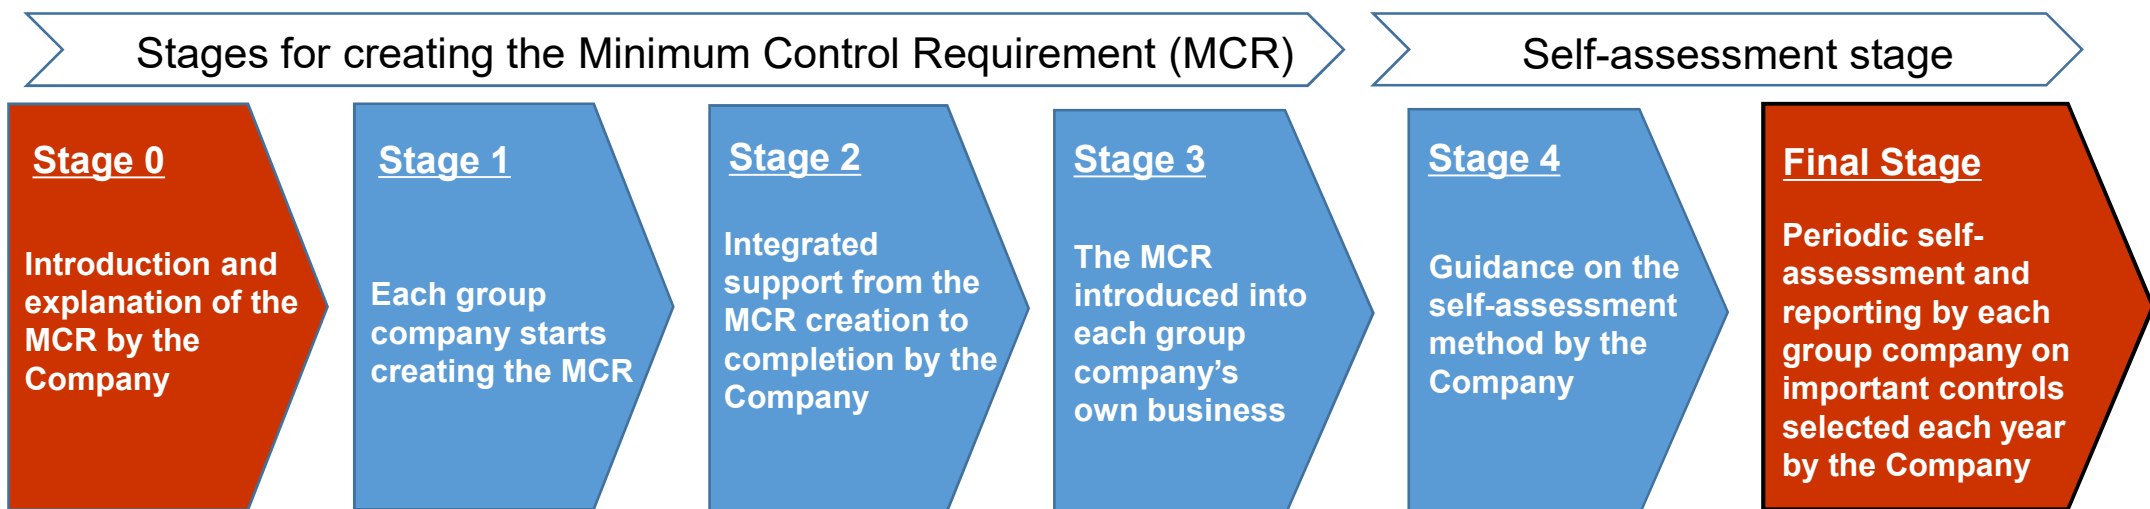 Stages for creating the Minimum Control Requirement (MCR)
Self-assessment stage
Stage 0
Introduction and
explanation of the
MCR by the
Company
Stage 1
Each group
company starts
creating the MCR
Stage 2
Integrated
support from the
MCR creation to
completion by the
Company
Stage 3
The MCR
introduced into
each group
company’s
own business
Stage 4
Guidance on the
self-assessment
method by the
Company
Final Stage
Periodic self-
assessment and
reporting by each
group company on
important controls
selected each year
by the Company